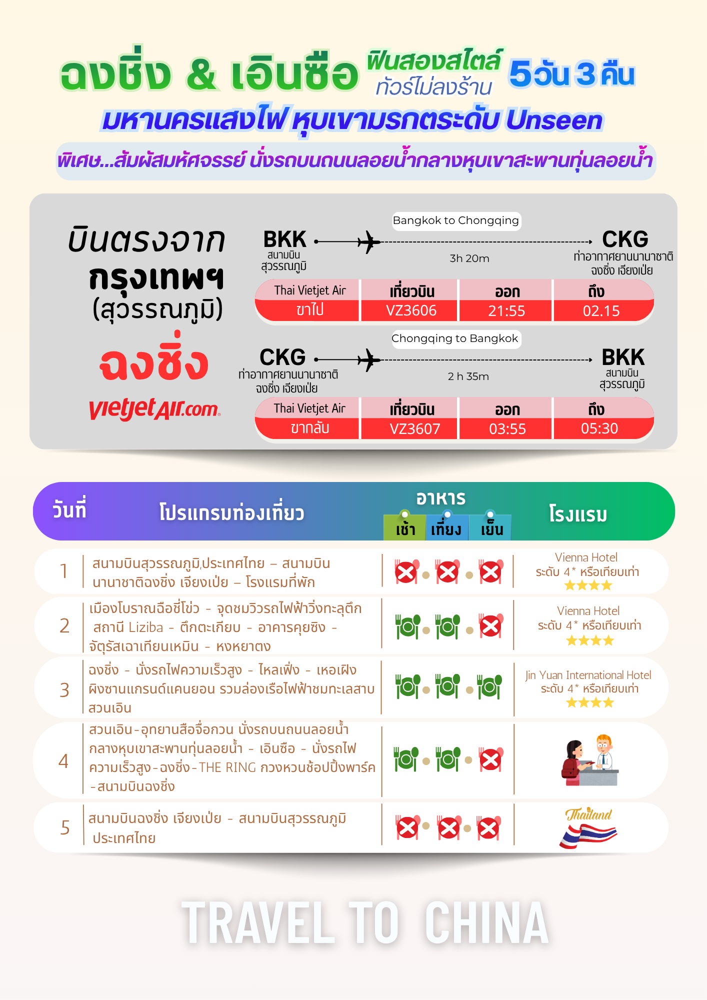 ฉงชิ่ง & เอินซือ ฟินสองสไตล์ 5วัน 3 คืน
ทัวร์ไม่ลงร้าน
มหานครแสงไฟ หุบเขามรกตระดับ Unseen
พิเศษ...สัมผัสมหัศจรรย์ นั่งรถบนถนนลอยน้ำกลางหุบเขาสะพานทุ่นลอยน้ำ
บินตรงจาก
กรุงเทพฯ
(สุวรรณภูมิ)
ฉงชิ่ง
vietjetAir.com
Bangkok to Chongqing
BKK
สนามบิน
สุวรรณภูมิ
3h 20m
CKG
ท่าอากาศยานนานาชาติ
ฉงชิ่ง เจียงเป่ย
Thai Vietjet Air เที่ยวบิน ออก ถึง
ขาไป VZ3606 21:55 02.15
Chongqing to Bangkok
CKG
ท่าอากาศยานนานาชาติ
ฉงชิ่ง เจียงเป่ย
2 h 35m
BKK
สนามบิน
สุวรรณภูมิ
Thai Vietjet Air เที่ยวบิน ออก ถึง
ขากลับ VZ3607 03:55 05:30
วันที่ โปรแกรมท่องเที่ยว อาหาร โรงแรม
เช้า เที่ยง เย็น
1
สนามบินสุวรรณภูมิ,ประเทศไทย – สนามบิน
นานาชาติฉงชิ่ง เจียงเป่ย – โรงแรมที่พัก
Vienna Hotel
ระดับ 4* หรือเทียบเท่า
2
เมืองโบราณฉือชี่โข่ว - จุดชมวิวรถไฟฟ้าวิ่งทะลุตึก
สถานี Liziba - ตึกตะเกียบ - อาคารคุยซิง -
จัตุรัสเฉาเทียนเหมิน - หงหยาตง
Vienna Hotel
ระดับ 4* หรือเทียบเท่า
3
ฉงชิ่ง - นั่งรถไฟความเร็วสูง - ไหลเฟิ่ง - เหอเฝิง
ผิงซานแกรนด์แคนยอน รวมล่องเรือไฟฟ้าชมทะเลสาบ
สวนเอิน
Jin Yuan International Hotel
ระดับ 4* หรือเทียบเท่า
4
สวนเอิน-อุทยานสือจื่อกวน นั่งรถบนถนนลอยน้ำ
กลางหุบเขาสะพานทุ่นลอยน้ำ - เอินซือ - นั่งรถไฟ
ความเร็วสูง-ฉงชิ่ง-THE RING กวงหวนช้อปปิ้งพาร์ค
-สนามบินฉงชิ่ง
5
สนามบินฉงชิ่ง เจียงเป่ย - สนามบินสุวรรณภูมิ
ประเทศไทย
Thailand
TRAVEL TO CHINA